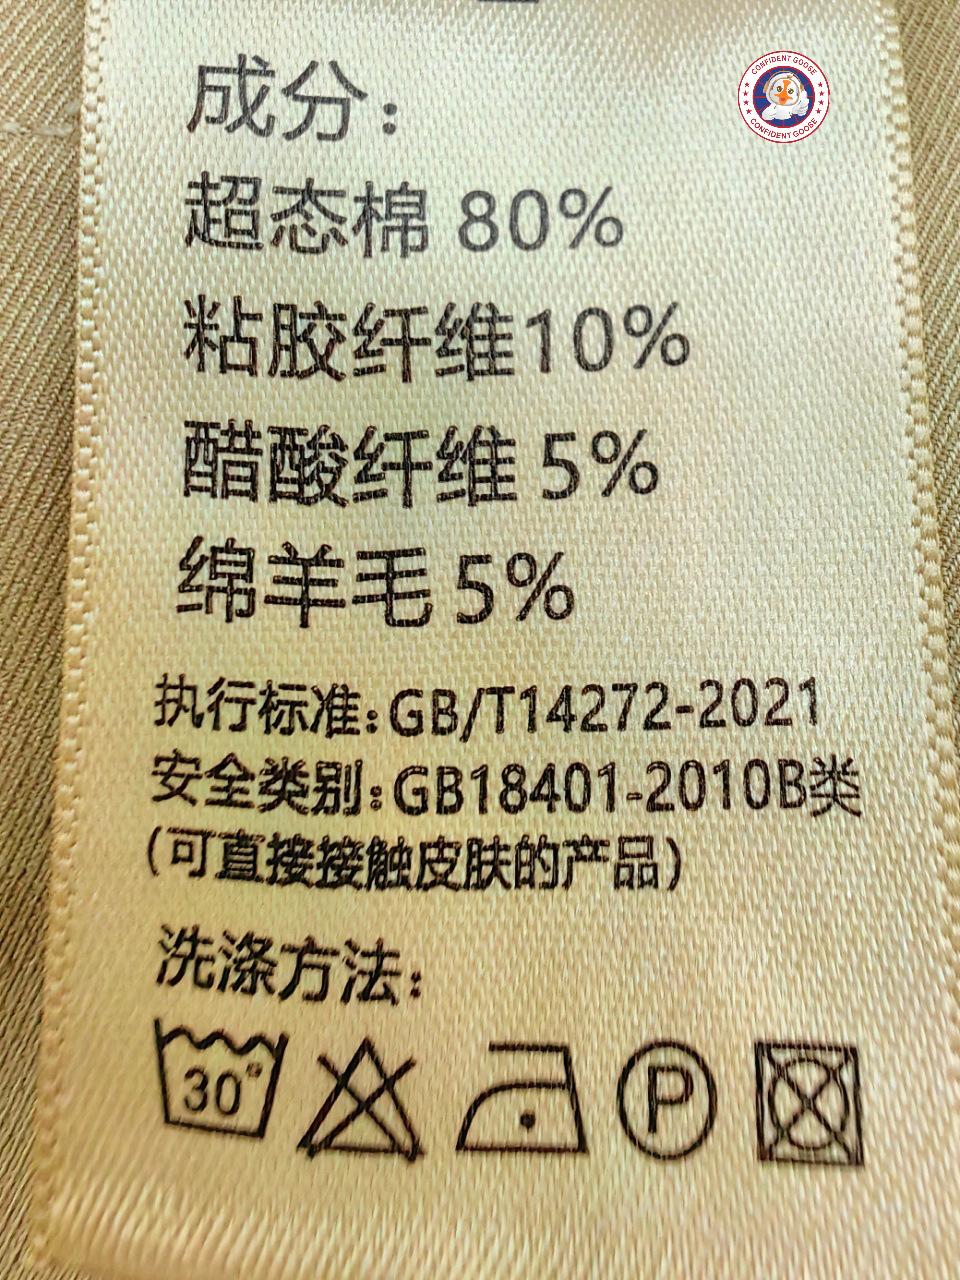 CONFIDENT GOOSE
CONFIDENT GOOSE
成分：
超态棉 80%
粘胶纤维10%
醋酸纤维 5%
绵羊毛 5%
执行标准：GB/T14272-2021
安全类别：GB18401-2010B类
（可直接接触皮肤的产品）
洗涤方法：
30°
P